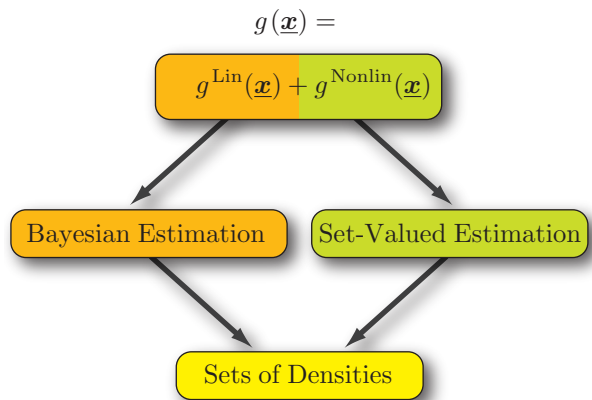 g(x) =
g^Lin(x) + g^Nonlin(x)
Bayesian Estimation Set-Valued Estimation
Sets of Densities